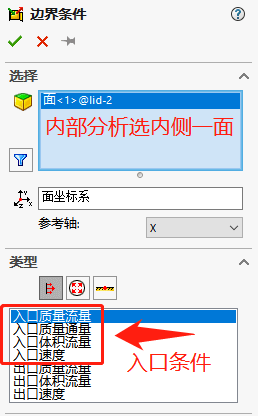 边界条件
选择
面<1>@lid-2
内部分析选内侧一面
面坐标系
参考轴:
X
类型
入口质量流量
入口质量通量
入口体积流量
入口速度
出口质量流量
出口体积流量
出口速度
入口条件